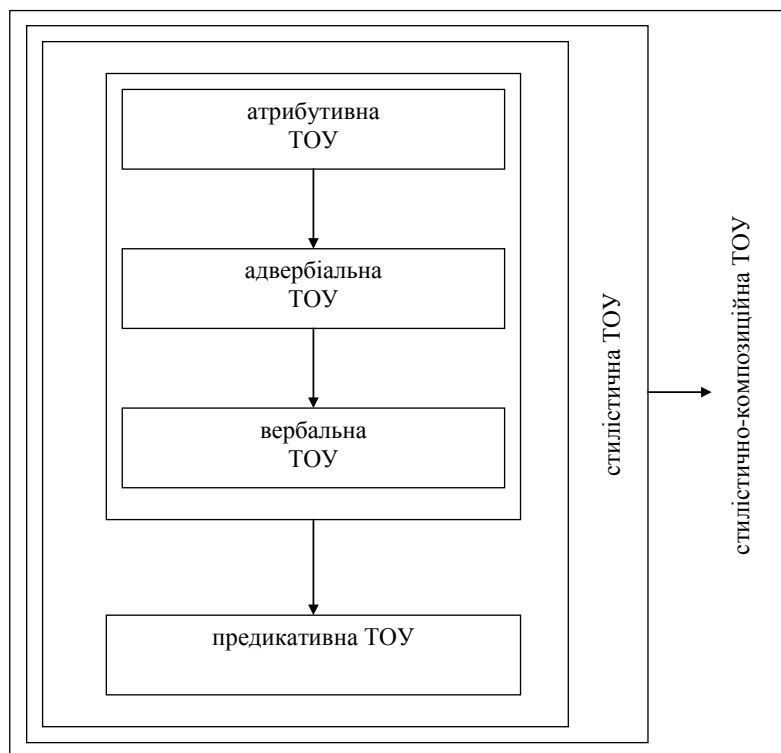 атрибутивна
ТОУ
адвербіальна
ТОУ
вербальна
ТОУ
предикативна ТОУ
стилістична ТОУ
стилістично-композиційна ТОУ